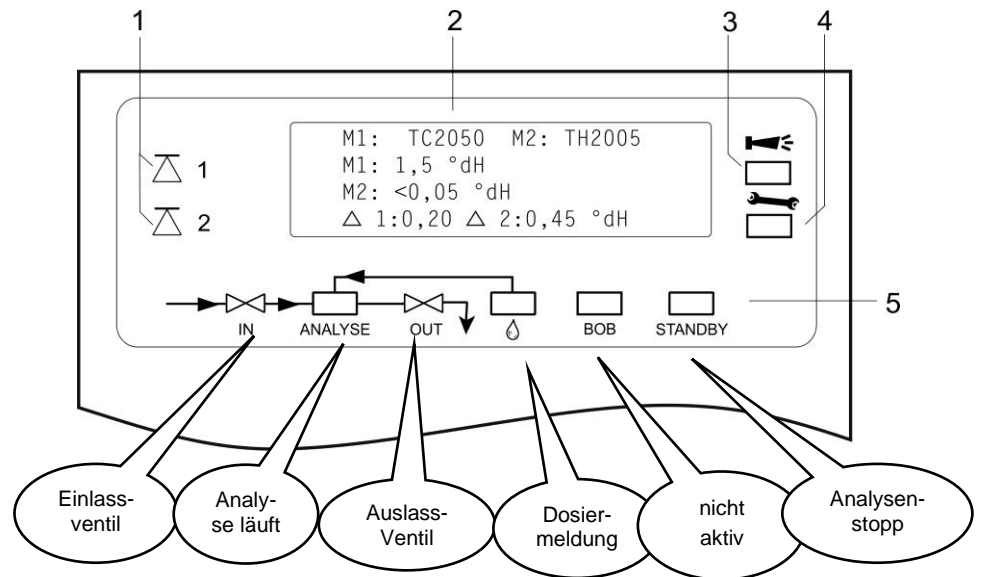 1
2
3
4
M1: TC2050 M2: TH2005
M1: 1,5 °dH
M2: <0,05 °dH
△ 1:0,20 △ 2:0,45 °dH
1
2
5
IN
ANALYSE
OUT
BOB
STANDBY
Einlass-
ventil
Analy-
se läuft
Auslass-
Ventil
Dosier-
meldung
nicht
aktiv
Analysen-
stopp